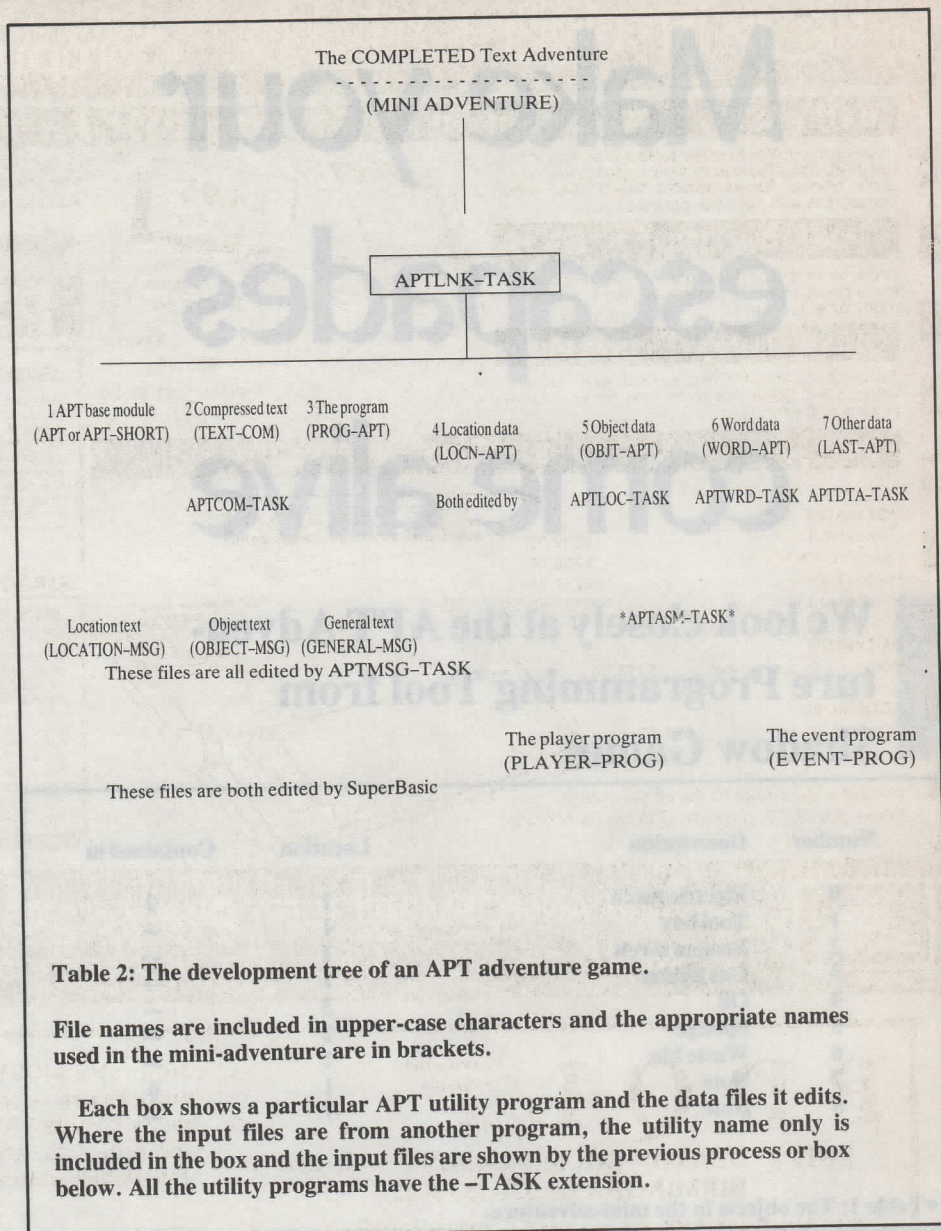 The COMPLETED Text Adventure
- - - - - - - - - - - - - - - - - - - - - - -
(MINI ADVENTURE)
APTLNK–TASK
1 APT base module 2 Compressed text 3 The program 4 Location data 5 Object data 6 Word data 7 Other data
(APT or APT–SHORT) (TEXT–COM) (PROG–APT) (LOCN–APT) (OBJT–APT) (WORD–APT) (LAST–APT)
APTCOM–TASK Both edited by APTLOC–TASK APTWRD–TASK APTDTA–TASK
Location text Object text General text *APTASM–TASK*
(LOCATION–MSG) (OBJECT–MSG) (GENERAL–MSG)
These files are all edited by APTMSG–TASK
The player program The event program
(PLAYER–PROG) (EVENT–PROG)
These files are both edited by SuperBasic
Table 2: The development tree of an APT adventure game.
File names are included in upper-case characters and the appropriate names
used in the mini-adventure are in brackets.
Each box shows a particular APT utility program and the data files it edits.
Where the input files are from another program, the utility name only is
included in the box and the input files are shown by the previous process or box
below. All the utility programs have the –TASK extension.